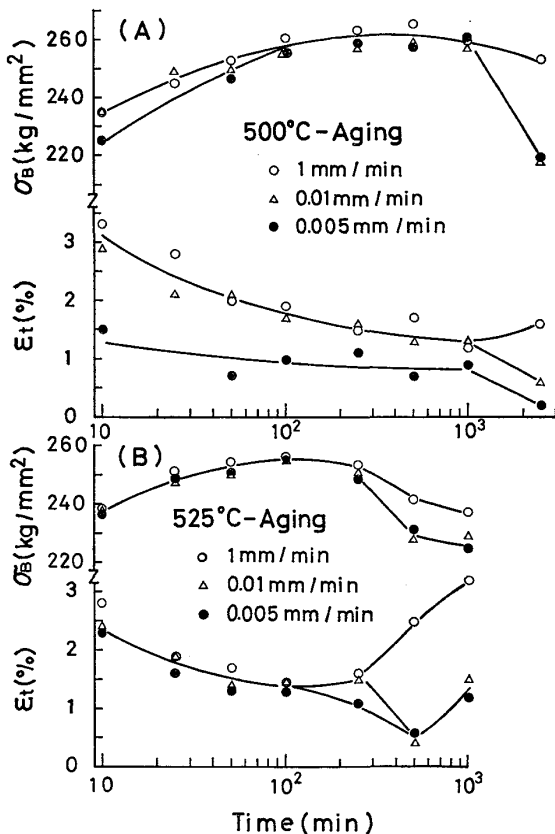 (A)
260
240
220
σB(kg/mm²)
500°C-Aging
○ 1mm/min
△ 0.01mm/min
● 0.005mm/min
3
2
1
0
εt(%)
10
10²
10³
(B)
260
240
220
σB(kg/mm²)
525°C-Aging
○ 1mm/min
△ 0.01mm/min
● 0.005mm/min
3
2
1
0
εt(%)
10
10²
10³
Time(min)